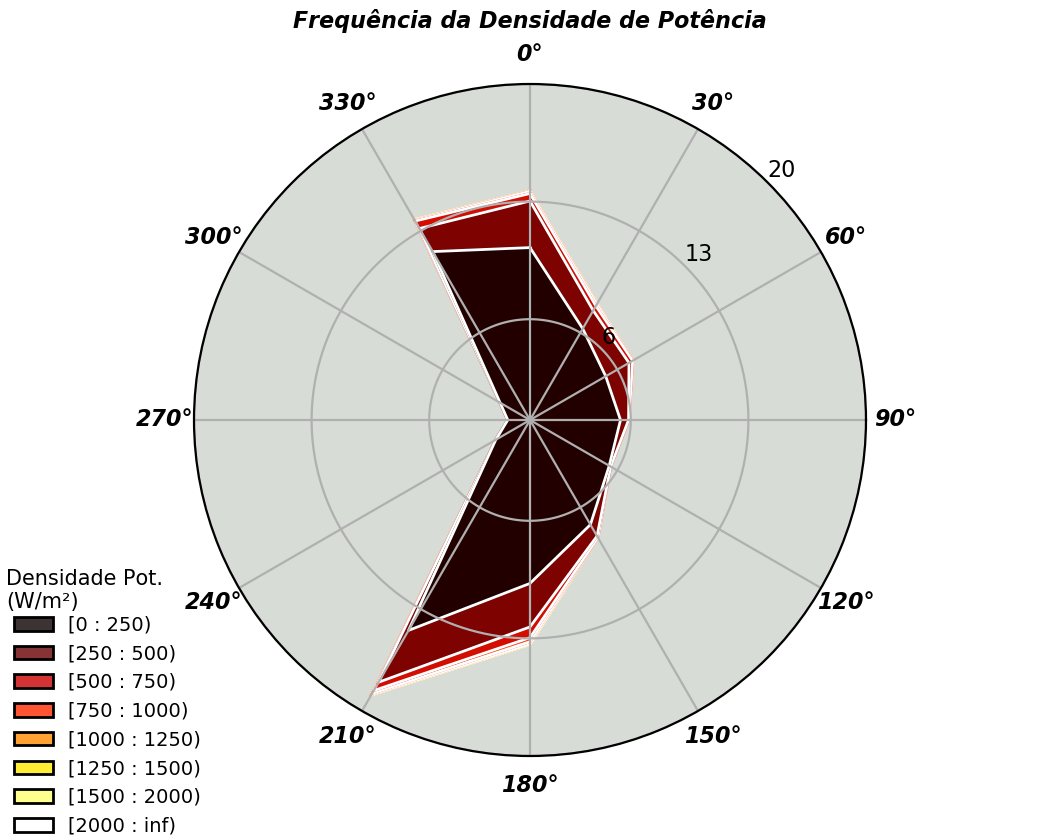 Frequência da Densidade de Potência
0°
330°
30°
20
300°
60°
13
6
270°
90°
240°
120°
210°
150°
180°
Densidade Pot.
(W/m²)
[0 : 250)
[250 : 500)
[500 : 750)
[750 : 1000)
[1000 : 1250)
[1250 : 1500)
[1500 : 2000)
[2000 : inf)